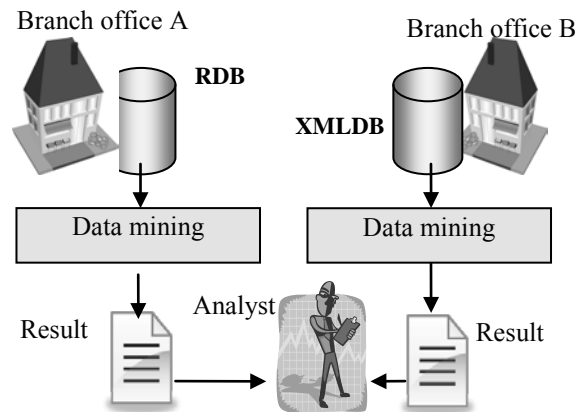 Branch office A
Branch office B
RDB
XMLDB
Data mining
Data mining
Analyst
Result
Result